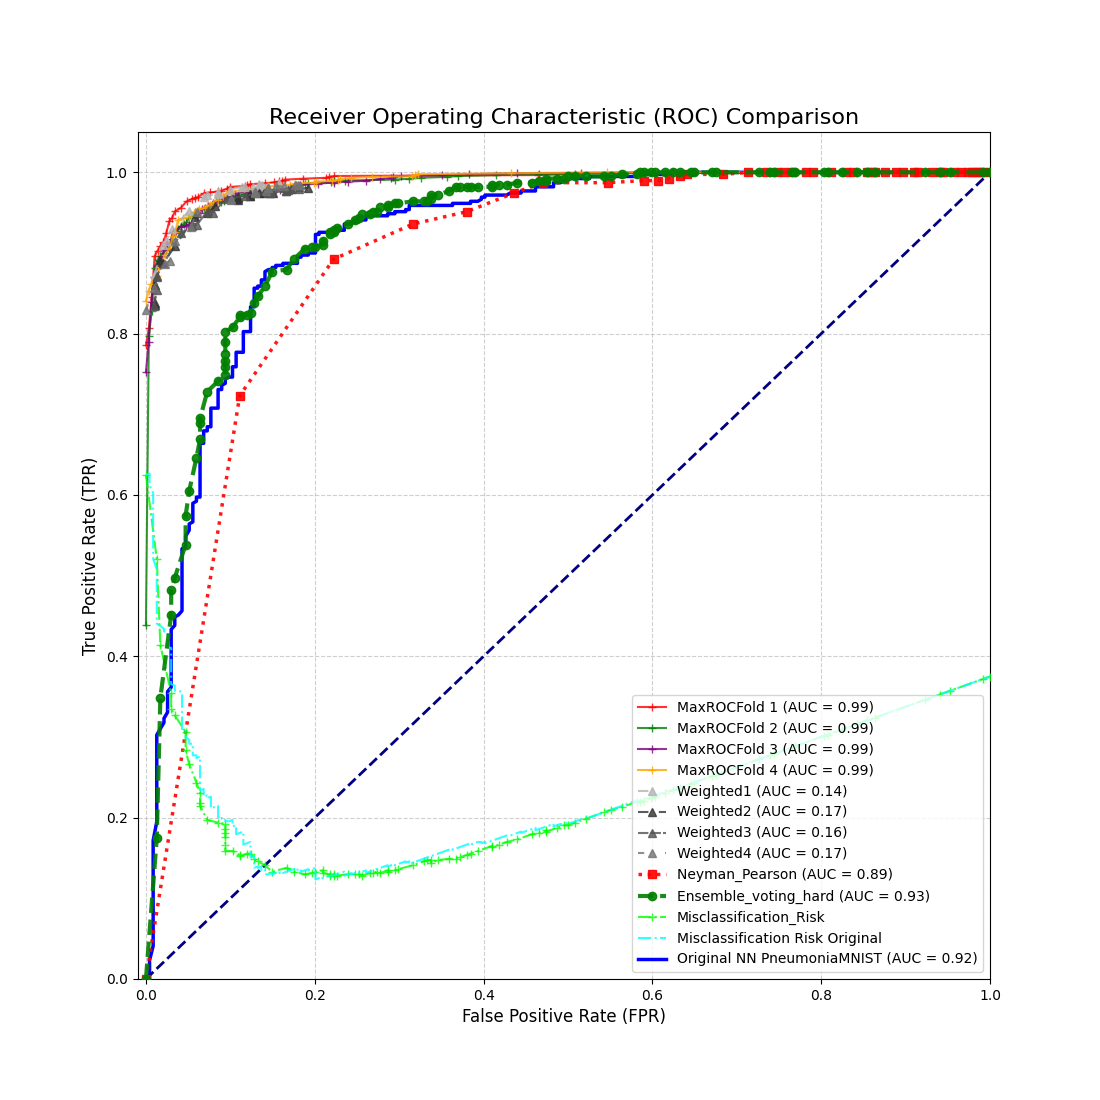 Receiver Operating Characteristic (ROC) Comparison
1.0
0.8
0.6
0.4
0.2
0.0
True Positive Rate (TPR)
MaxROCFold 1 (AUC = 0.99)
MaxROCFold 2 (AUC = 0.99)
MaxROCFold 3 (AUC = 0.99)
MaxROCFold 4 (AUC = 0.99)
Weighted1 (AUC = 0.14)
Weighted2 (AUC = 0.17)
Weighted3 (AUC = 0.16)
Weighted4 (AUC = 0.17)
Neyman_Pearson (AUC = 0.89)
Ensemble_voting_hard (AUC = 0.93)
Misclassification_Risk
Misclassification Risk Original
Original NN PneumoniaMNIST (AUC = 0.92)
0.0 0.2 0.4 0.6 0.8 1.0
False Positive Rate (FPR)